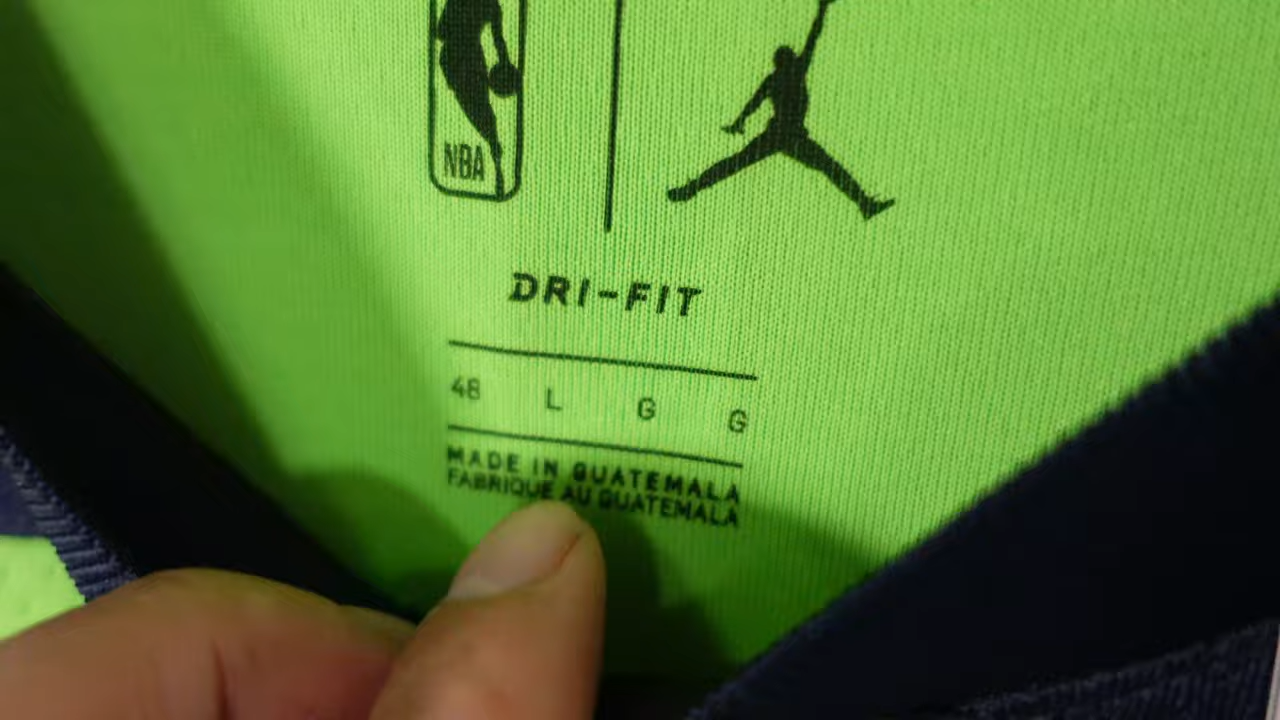 NBA
DRI-FIT
48 L G G
MADE IN GUATEMALA
FABRIQUE AU GUATEMALA